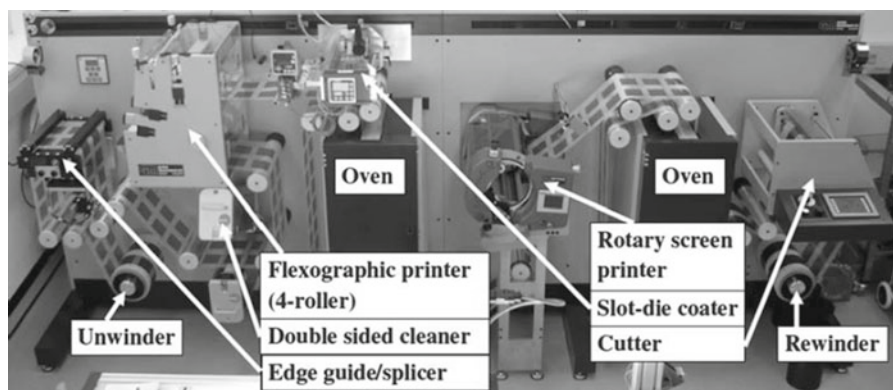 Oven
Oven
Flexographic printer
(4-roller)
Double sided cleaner
Edge guide/splicer
Unwinder
Rotary screen
printer
Slot-die coater
Cutter
Rewinder